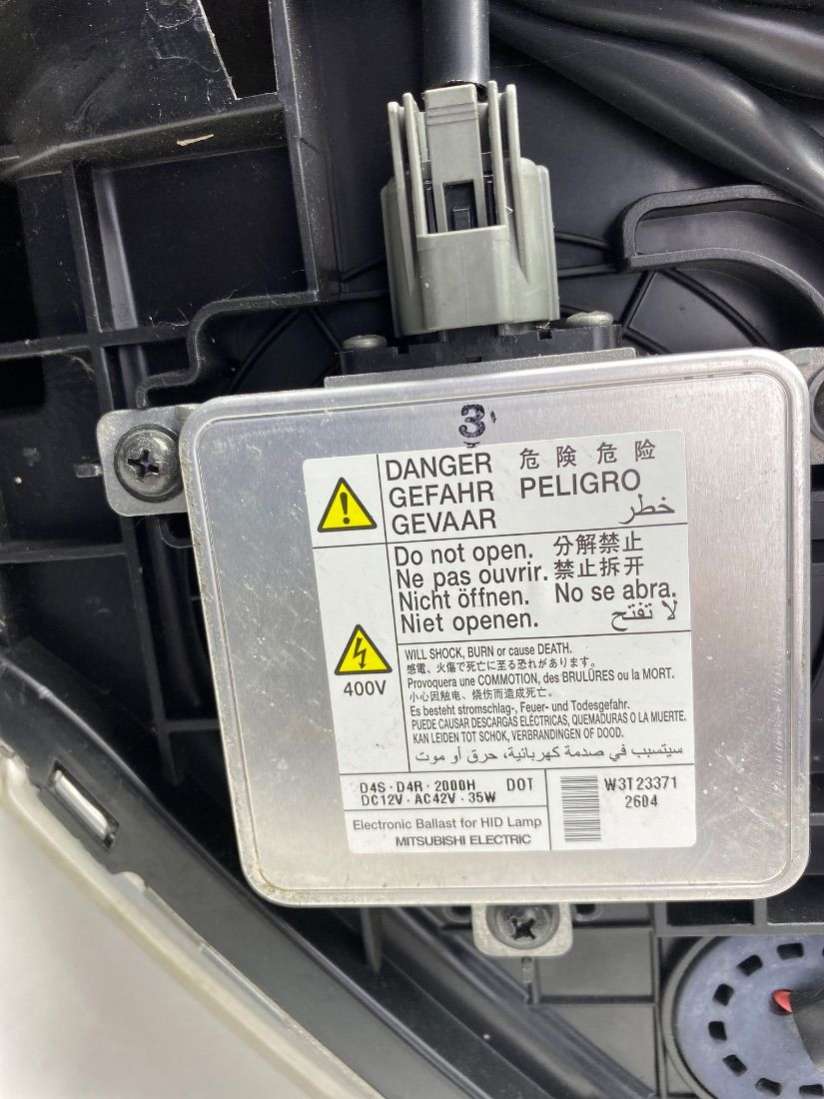 3
DANGER 危険 危险
GEFAHR PELIGRO
GEVAAR خطر
Do not open. 分解禁止
Ne pas ouvrir. 禁止拆开
Nicht öffnen. No se abra.
Niet openen. لا تفتح
400V
WILL SHOCK, BURN or cause DEATH.
感電、火傷で死亡に至る恐れがあります。
Provoquera une COMMOTION, des BRULÛRES ou la MORT.
小心因触电、烧伤而造成死亡。
Es besteht stromschlag-, Feuer- und Todesgefahr.
PUEDE CAUSAR DESCARGAS ELÉCTRICAS, QUEMADURAS O LA MUERTE.
KAN LEIDEN TOT SCHOK, VERBRANDINGEN OF DOOD.
سيتسبب في صدمة كهربائية، حرق أو موت
D4S · D4R · 2000H DOT
DC12V · AC42V · 35W
Electronic Ballast for HID Lamp
MITSUBISHI ELECTRIC
W3T23371
2604